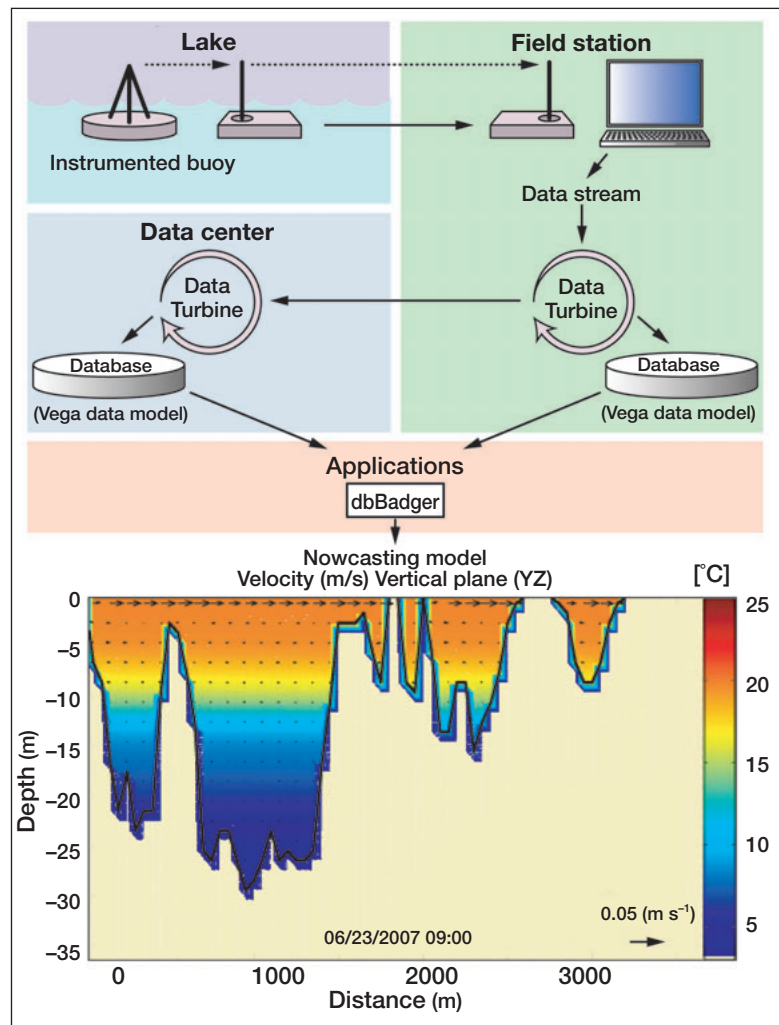 Lake
Field station
Instrumented buoy
Data stream
Data center
Data
Turbine
Data
Turbine
Database
(Vega data model)
Database
(Vega data model)
Applications
dbBadger
Nowcasting model
Velocity (m/s) Vertical plane (YZ)
[°C]
0
−5
−10
−15
−20
−25
−30
−35
Depth (m)
25
20
15
10
5
0.05 (m s⁻¹)
06/23/2007 09:00
0
1000
2000
3000
Distance (m)